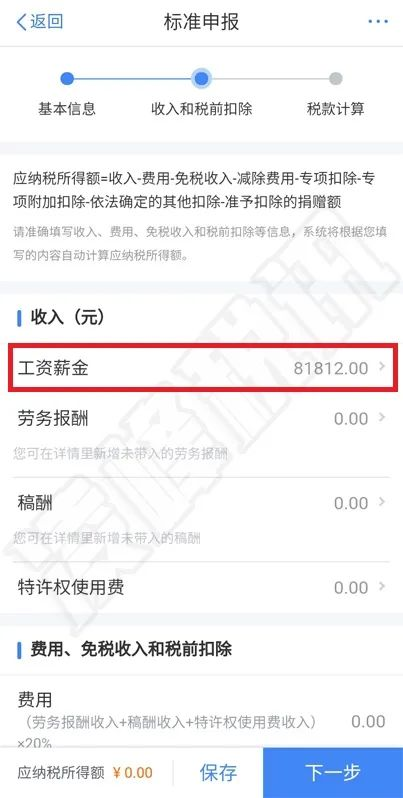 返回
标准申报
...
基本信息
收入和税前扣除
税款计算
应纳税所得额=收入-费用-免税收入-减除费用-专项扣除-专
项附加扣除-依法确定的其他扣除-准予扣除的捐赠额
请准确填写收入、费用、免税收入和税前扣除等信息，系统将根据您填
写的内容自动计算应纳税所得额。
收入（元）
工资薪金 81812.00
劳务报酬 0.00
您可在详情里新增未带入的劳务报酬
稿酬 0.00
您可在详情里新增未带入的稿酬
特许权使用费 0.00
费用、免税收入和税前扣除
费用
（劳务报酬收入+稿酬收入+特许权使用费收入） 0.00
×20%
应纳税所得额 ¥0.00
保存
下一步